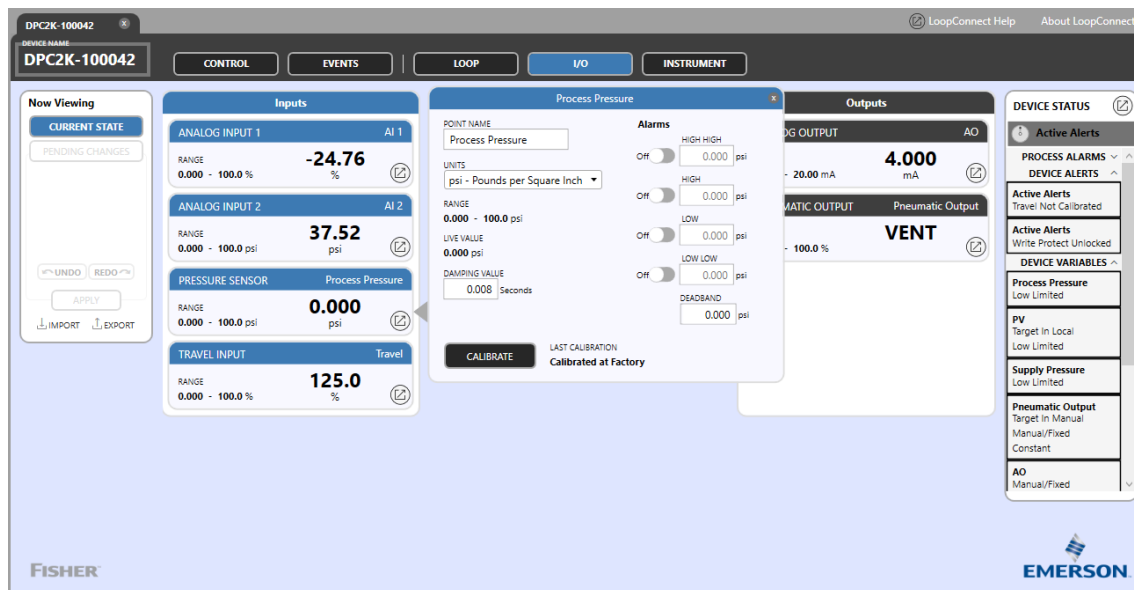 DPC2K-100042
x
LoopConnect Help
About LoopConnect
DEVICE NAME
DPC2K-100042
CONTROL
EVENTS
LOOP
I/O
INSTRUMENT
Now Viewing
CURRENT STATE
PENDING CHANGES
UNDO
REDO
APPLY
IMPORT
EXPORT
Inputs
ANALOG INPUT 1
AI 1
RANGE
0.000 - 100.0 %
-24.76
%
ANALOG INPUT 2
AI 2
RANGE
0.000 - 100.0 psi
37.52
psi
PRESSURE SENSOR
Process Pressure
RANGE
0.000 - 100.0 psi
0.000
psi
TRAVEL INPUT
Travel
RANGE
0.000 - 100.0 %
125.0
%
Process Pressure
x
POINT NAME
Process Pressure
UNITS
psi - Pounds per Square Inch
RANGE
0.000 - 100.0 psi
LIVE VALUE
0.000 psi
DAMPING VALUE
0.008 Seconds
CALIBRATE
LAST CALIBRATION
Calibrated at Factory
Alarms
HIGH HIGH
Off 0.000 psi
HIGH
Off 0.000 psi
LOW
Off 0.000 psi
LOW LOW
Off 0.000 psi
DEADBAND
0.000 psi
Outputs
OG OUTPUT
AO
- 20.00 mA
4.000
mA
MATIC OUTPUT
Pneumatic Output
- 100.0 %
VENT
DEVICE STATUS
Active Alerts
PROCESS ALARMS
DEVICE ALERTS
Active Alerts
Travel Not Calibrated
Active Alerts
Write Protect Unlocked
DEVICE VARIABLES
Process Pressure
Low Limited
PV
Target In Local
Low Limited
Supply Pressure
Low Limited
Pneumatic Output
Target In Manual
Manual/Fixed
Constant
AO
Manual/Fixed
FISHER
EMERSON